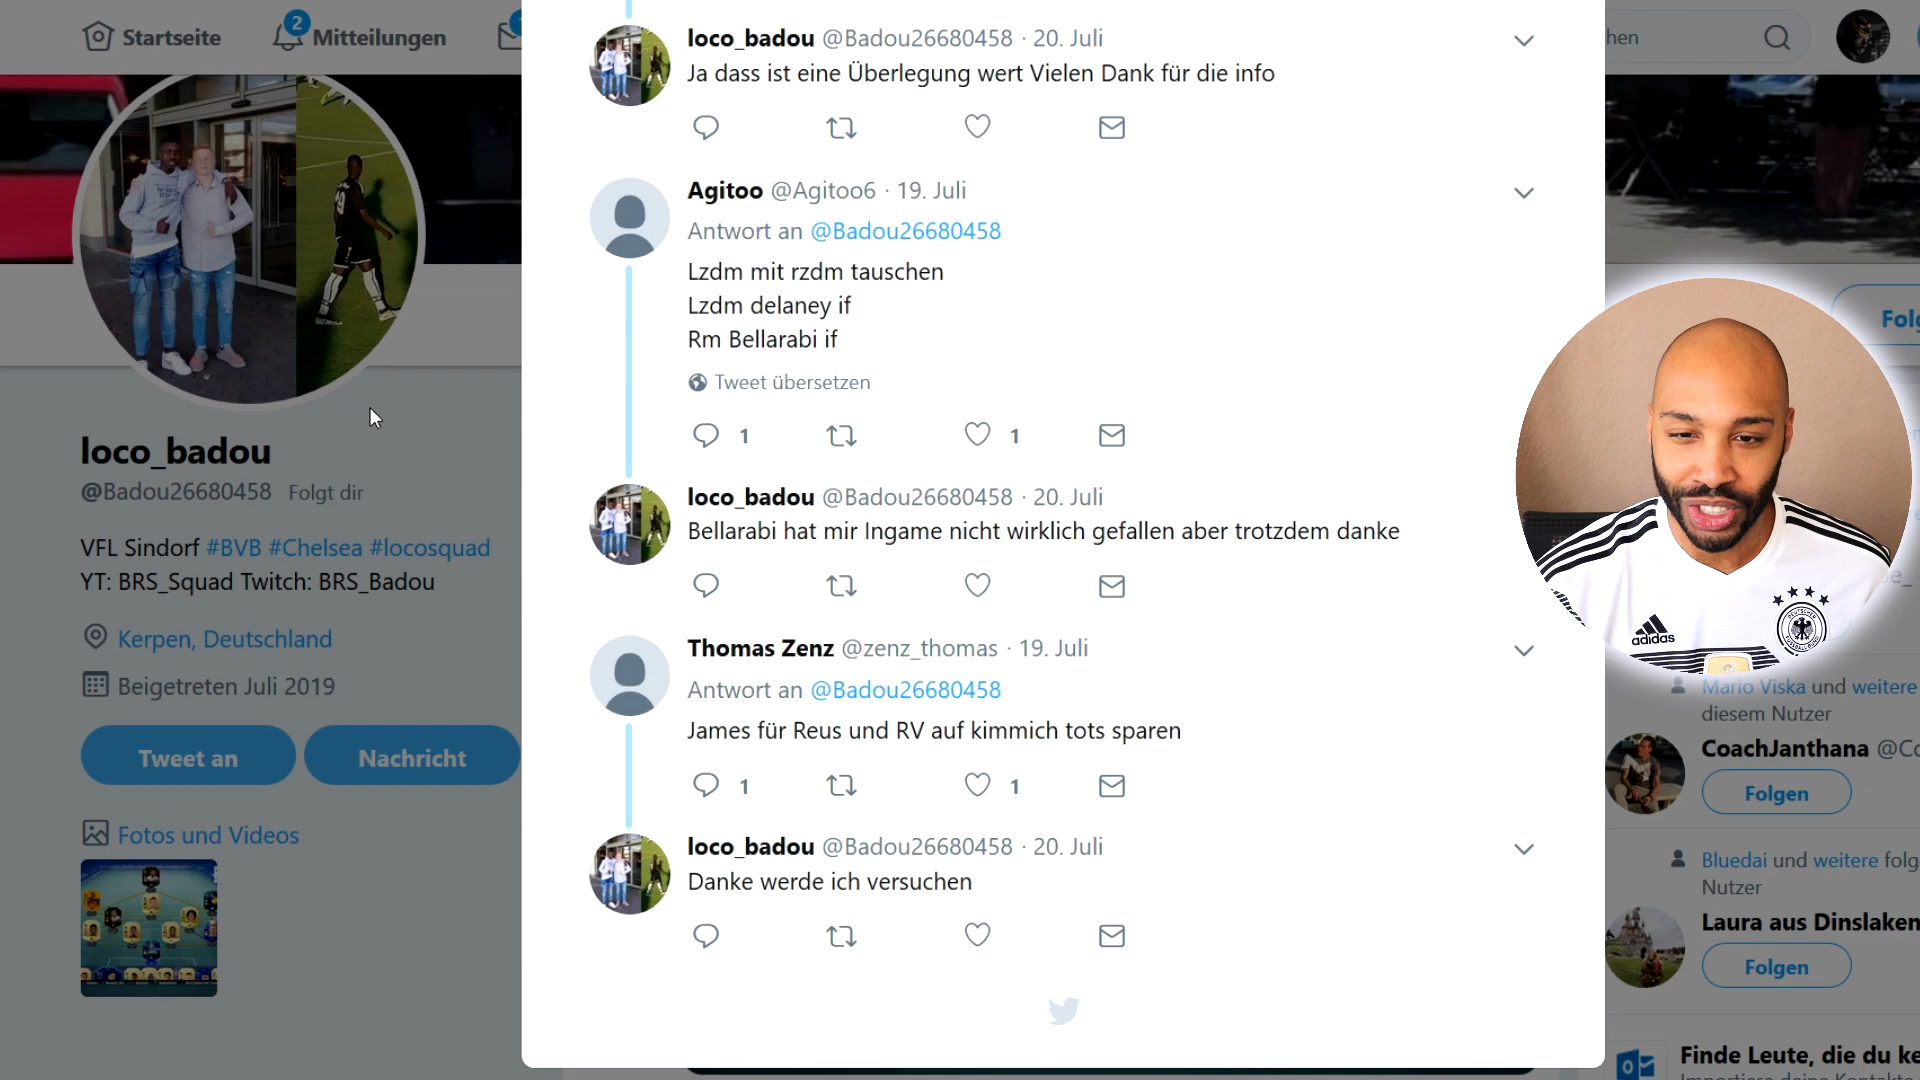 Startseite
2
Mitteilungen
hen
loco_badou
@Badou26680458 Folgt dir
VFL Sindorf #BVB #Chelsea #locosquad
YT: BRS_Squad Twitch: BRS_Badou
Kerpen, Deutschland
Beigetreten Juli 2019
Tweet an
Nachricht
Fotos und Videos
loco_badou @Badou26680458 · 20. Juli
Ja dass ist eine Überlegung wert Vielen Dank für die info
Agitoo @Agitoo6 · 19. Juli
Antwort an @Badou26680458
Lzdm mit rzdm tauschen
Lzdm delaney if
Rm Bellarabi if
Tweet übersetzen
1
1
loco_badou @Badou26680458 · 20. Juli
Bellarabi hat mir Ingame nicht wirklich gefallen aber trotzdem danke
Thomas Zenz @zenz_thomas · 19. Juli
Antwort an @Badou26680458
James für Reus und RV auf kimmich tots sparen
1
1
loco_badou @Badou26680458 · 20. Juli
Danke werde ich versuchen
Folg
adidas
Mario Viska und weitere
diesem Nutzer
CoachJanthana @Co
Folgen
Bluedai und weitere folg
Nutzer
Laura aus Dinslaken
Folgen
Finde Leute, die du ke